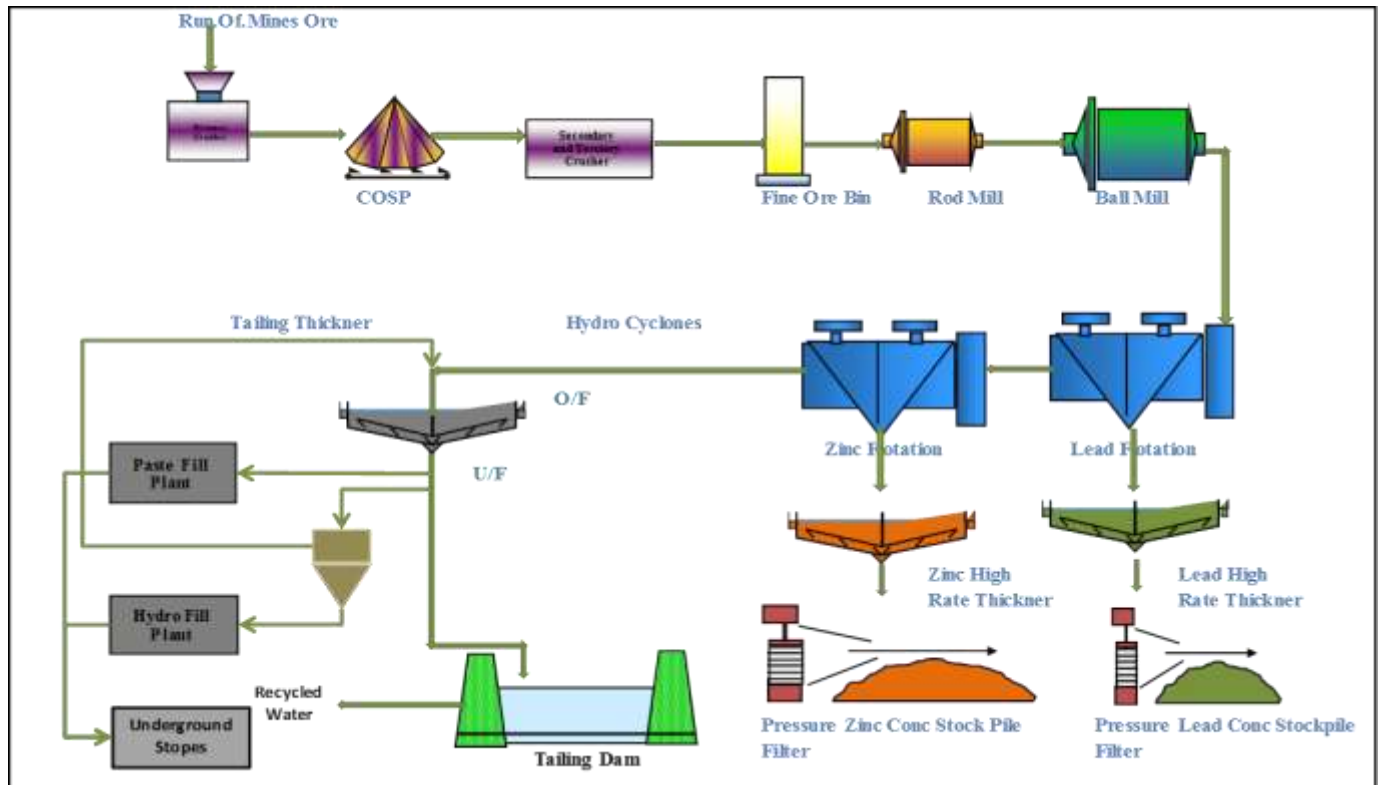 Run Of.Mines Ore
Primary
Crusher
COSP
Secondary
and Tertiary
Crusher
Fine Ore Bin
Rod Mill
Ball Mill
Tailing Thickner
Hydro Cyclones
O/F
U/F
Zinc Flotation
Lead Flotation
Paste Fill
Plant
Zinc High
Rate Thickner
Lead High
Rate Thickner
Hydro Fill
Plant
Recycled
Water
Underground
Stopes
Tailing Dam
Pressure Zinc Conc Stock Pile
Filter
Pressure Lead Conc Stockpile
Filter